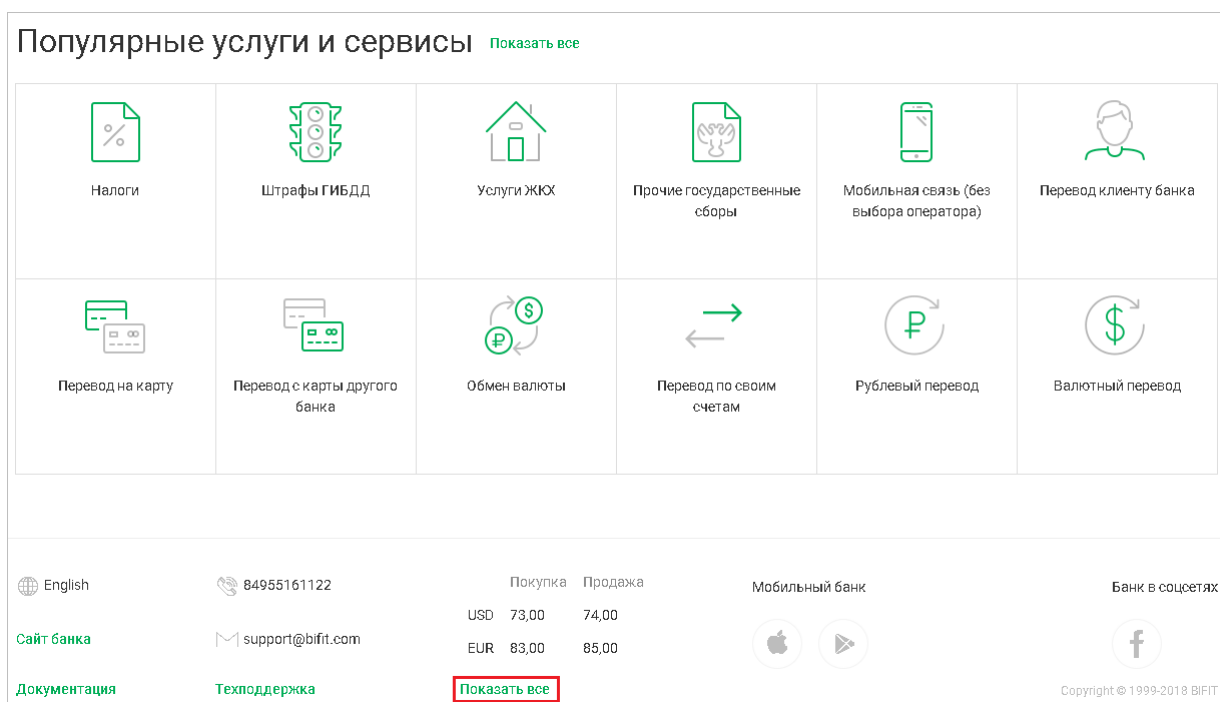 Популярные услуги и сервисы Показать все
Налоги
Штрафы ГИБДД
Услуги ЖКХ
Прочие государственные
сборы
Мобильная связь (без
выбора оператора)
Перевод клиенту банка
Перевод на карту
Перевод с карты другого
банка
Обмен валюты
Перевод по своим
счетам
Рублевый перевод
Валютный перевод
English
84955161122
Покупка Продажа
Мобильный банк
Банк в соцсетях
USD 73,00 74,00
Сайт банка
support@bifit.com
EUR 83,00 85,00
Документация
Техподдержка
Показать все
Copyright © 1999-2018 BIFIT